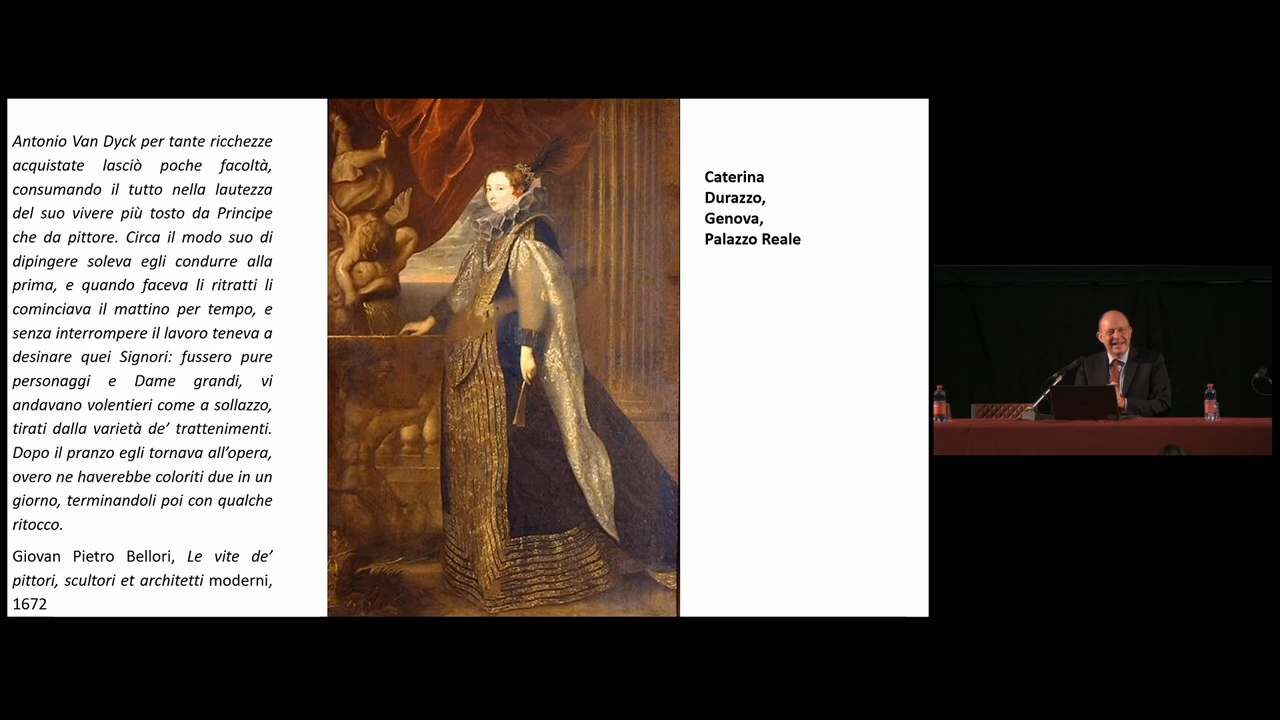 Antonio Van Dyck per tante ricchezze
acquistate lasciò poche facoltà,
consumando il tutto nella lautezza
del suo vivere più tosto da Principe
che da pittore. Circa il modo suo di
dipingere soleva egli condurre alla
prima, e quando faceva li ritratti li
cominciava il mattino per tempo, e
senza interrompere il lavoro teneva a
desinare quei Signori: fussero pure
personaggi e Dame grandi, vi
andavano volentieri come a sollazzo,
tirati dalla varietà de’ trattenimenti.
Dopo il pranzo egli tornava all’opera,
overo ne haverebbe coloriti due in un
giorno, terminandoli poi con qualche
ritocco.
Giovan Pietro Bellori, Le vite de’
pittori, scultori et architetti moderni,
1672
Caterina
Durazzo,
Genova,
Palazzo Reale